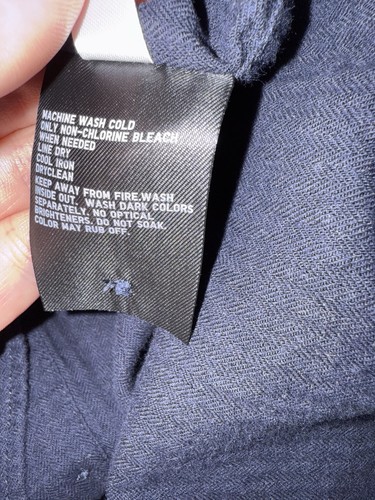 MACHINE WASH COLD
ONLY NON-CHLORINE BLEACH
WHEN NEEDED
LINE DRY
COOL IRON
DRYCLEAN
KEEP AWAY FROM FIRE.WASH
INSIDE OUT. WASH DARK COLORS
SEPARATELY. NO OPTICAL
BRIGHTENERS. DO NOT SOAK.
COLOR MAY RUB OFF.